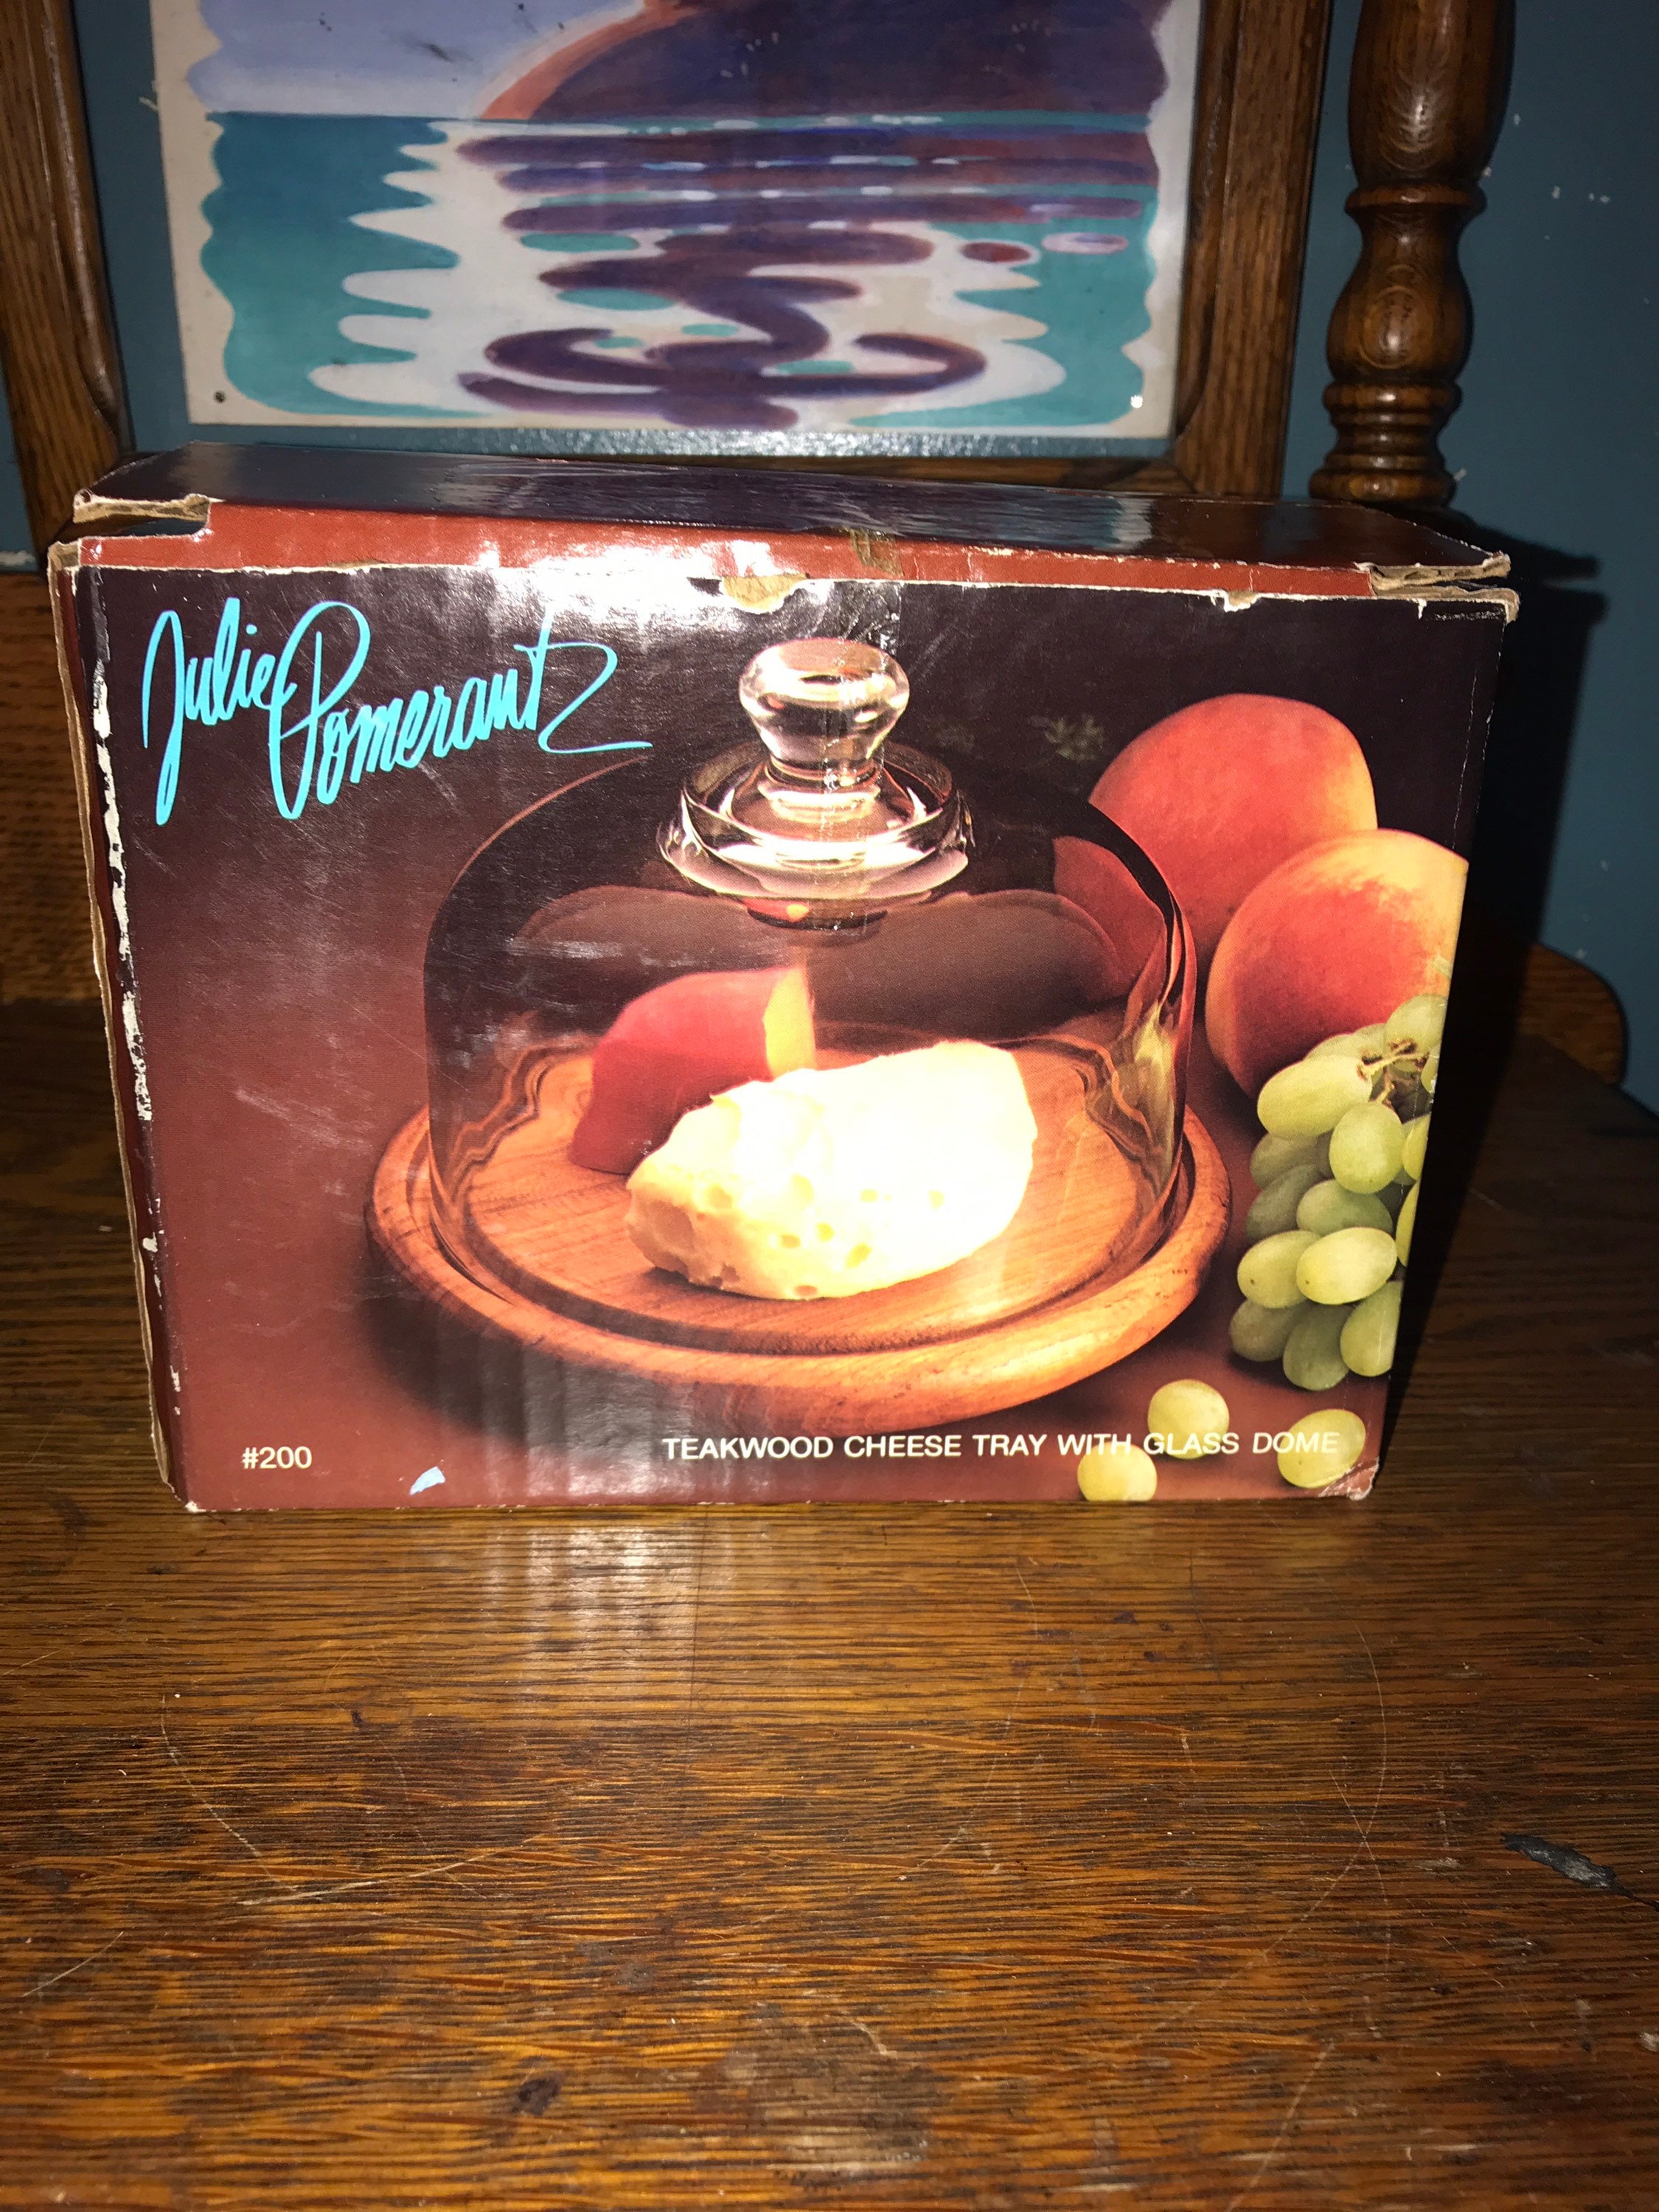 Julie Pomerantz
#200
TEAKWOOD CHEESE TRAY WITH GLASS DOME